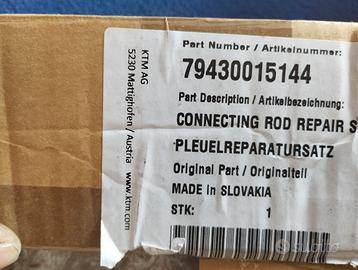 KTM AG
5230 Mattighofen / Austria
www.ktm.com
Part Number / Artikelnummer:
79430015144
Part Description / Artikelbezeichnung:
CONNECTING ROD REPAIR S
PLEUELREPARATURSATZ
Original Part / Originalteil
MADE in SLOVAKIA
STK: 1
subito